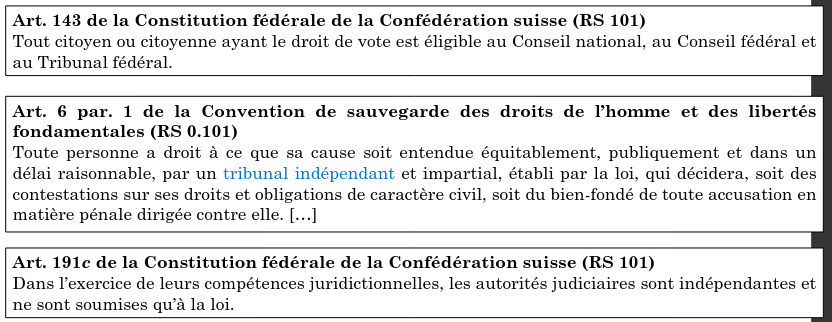 Art. 143 de la Constitution fédérale de la Confédération suisse (RS 101)
Tout citoyen ou citoyenne ayant le droit de vote est éligible au Conseil national, au Conseil fédéral et
au Tribunal fédéral.
Art. 6 par. 1 de la Convention de sauvegarde des droits de l'homme et des libertés
fondamentales (RS 0.101)
Toute personne a droit à ce que sa cause soit entendue équitablement, publiquement et dans un
délai raisonnable, par un tribunal indépendant et impartial, établi par la loi, qui décidera, soit des
contestations sur ses droits et obligations de caractère civil, soit du bien-fondé de toute accusation en
matière pénale dirigée contre elle. […]
Art. 191c de la Constitution fédérale de la Confédération suisse (RS 101)
Dans l'exercice de leurs compétences juridictionnelles, les autorités judiciaires sont indépendantes et
ne sont soumises qu'à la loi.